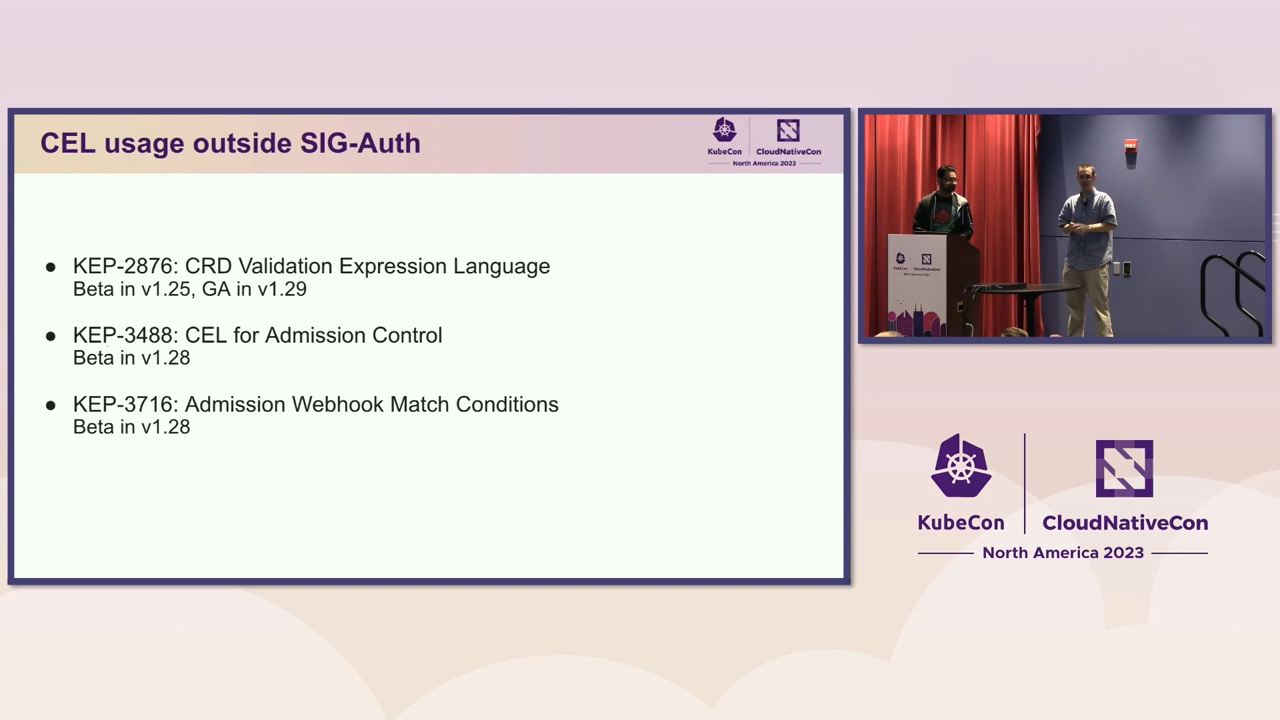 CEL usage outside SIG-Auth
KubeCon
CloudNativeCon
North America 2023
● KEP-2876: CRD Validation Expression Language
Beta in v1.25, GA in v1.29
● KEP-3488: CEL for Admission Control
Beta in v1.28
● KEP-3716: Admission Webhook Match Conditions
Beta in v1.28
KubeCon
CloudNativeCon
North America 2023